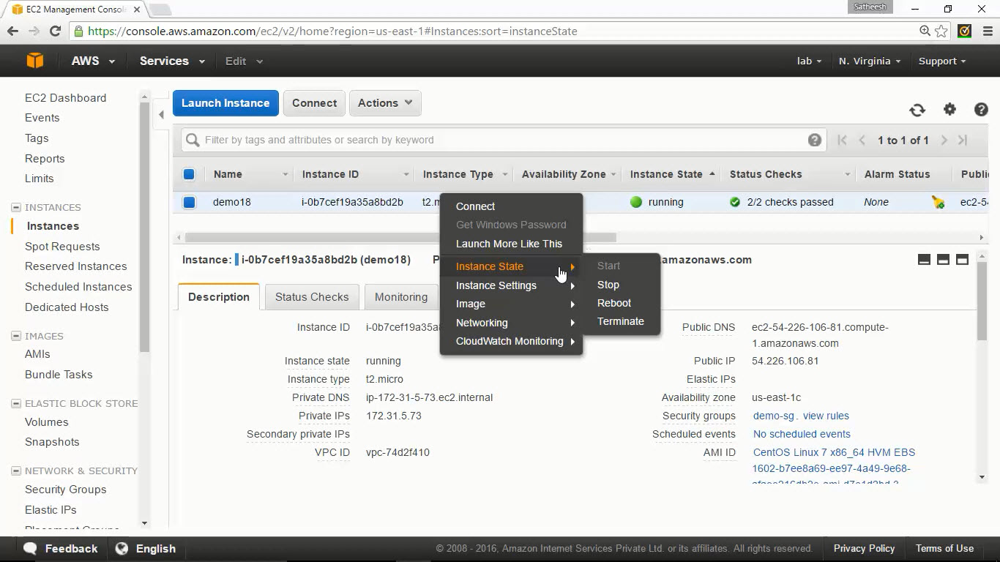 EC2 Management Conso
Satheesh
https://console.aws.amazon.com/ec2/v2/home?region=us-east-1#Instances:sort=instanceState
AWS Services Edit lab N. Virginia Support
EC2 Dashboard
Events
Tags
Reports
Limits
INSTANCES
Instances
Spot Requests
Reserved Instances
Scheduled Instances
Dedicated Hosts
IMAGES
AMIs
Bundle Tasks
ELASTIC BLOCK STORE
Volumes
Snapshots
NETWORK & SECURITY
Security Groups
Elastic IPs
Placement Groups
Launch Instance Connect Actions
Filter by tags and attributes or search by keyword
1 to 1 of 1
Name Instance ID Instance Type Availability Zone Instance State Status Checks Alarm Status Publi
demo18 i-0b7cef19a35a8bd2b t2.m running 2/2 checks passed None ec2-5
Connect
Get Windows Password
Launch More Like This
Instance State
Instance Settings
Image
Networking
CloudWatch Monitoring
Start
Stop
Reboot
Terminate
Instance: i-0b7cef19a35a8bd2b (demo18) P .amazonaws.com
Description Status Checks Monitoring
Instance ID i-0b7cef19a35a
Instance state running
Instance type t2.micro
Private DNS ip-172-31-5-73.ec2.internal
Private IPs 172.31.5.73
Secondary private IPs
VPC ID vpc-74d2f410
Public DNS ec2-54-226-106-81.compute-
1.amazonaws.com
Public IP 54.226.106.81
Elastic IPs
Availability zone us-east-1c
Security groups demo-sg. view rules
Scheduled events No scheduled events
AMI ID CentOS Linux 7 x86_64 HVM EBS
1602-b7ee8a69-ee97-4a49-9e68-
Feedback English
© 2008 - 2016, Amazon Internet Services Private Ltd. or its affiliates. All rights reserved. Privacy Policy Terms of Use